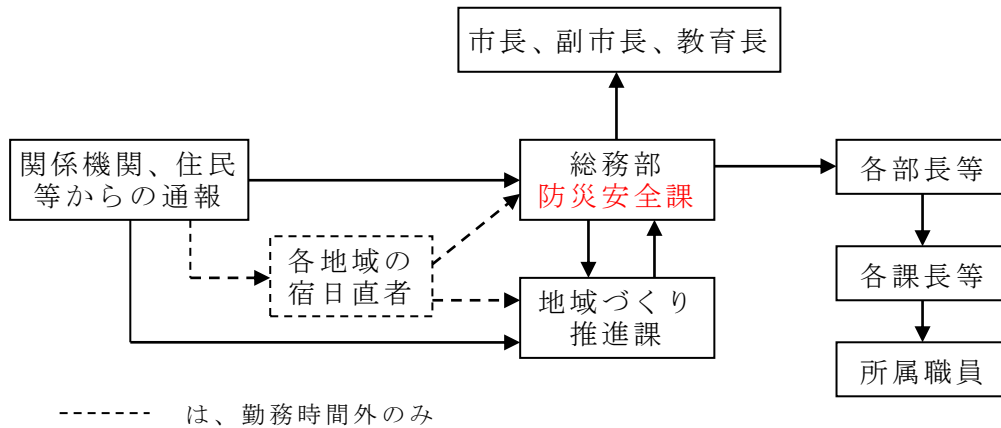 市長、副市長、教育長
関係機関、住民
等からの通報
総務部
防災安全課
各部長等
各地域の
宿日直者
地域づくり
推進課
各課長等
所属職員
は、勤務時間外のみ